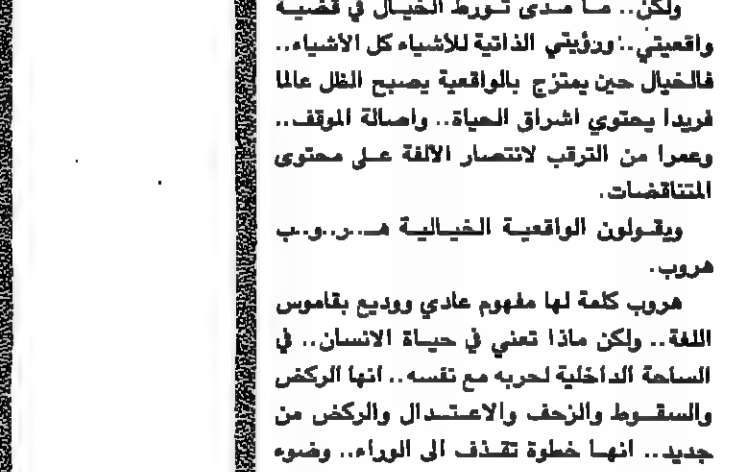 ولكن.. ما مدى تورط الخيال في قضية
واقعيتي.. ورؤيتي الذاتية للأشياء كل الأشياء..
فالخيال حين يمتزج بالواقعية يصبح الظل عالما
فريدا يحتوي اشراق الحياة.. واصالة الموقف..
وعمرا من الترقب لانتصار الألفة على محتوى
المتناقضات.
ويقولون الواقعية الخيالية هـ..ر..و..ب
هروب.
هروب كلمة لها مفهوم عادي ووديع بقاموس
اللغة.. ولكن ماذا تعني في حياة الانسان.. في
الساحة الداخلية لحربه مع نفسه.. انها الركض
والسقوط والزحف والاعتدال والركض من
جديد.. انها خطوة تقذف الى الوراء.. وضوء